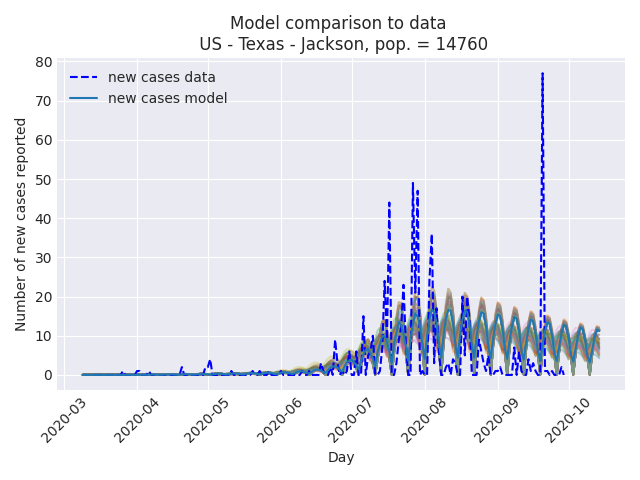 Model comparison to data
US - Texas - Jackson, pop. = 14760
80
70
60
50
40
30
20
10
0
Number of new cases reported
new cases data
new cases model
2020-03
2020-04
2020-05
2020-06
2020-07
2020-08
2020-09
2020-10
Day